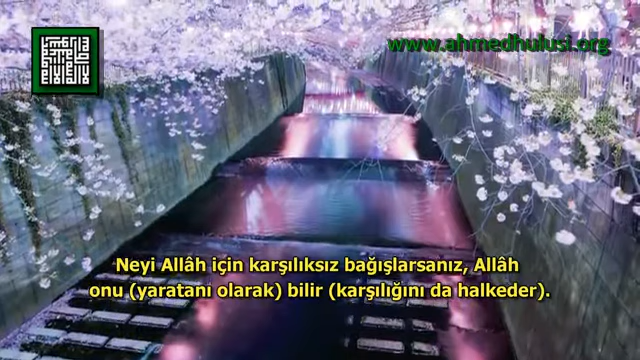 www.ahmedhulusi.org
Neyi Allâh için karşılıksız bağışlarsanız, Allâh
onu (yaratanı olarak) bilir (karşılığını da halkeder).